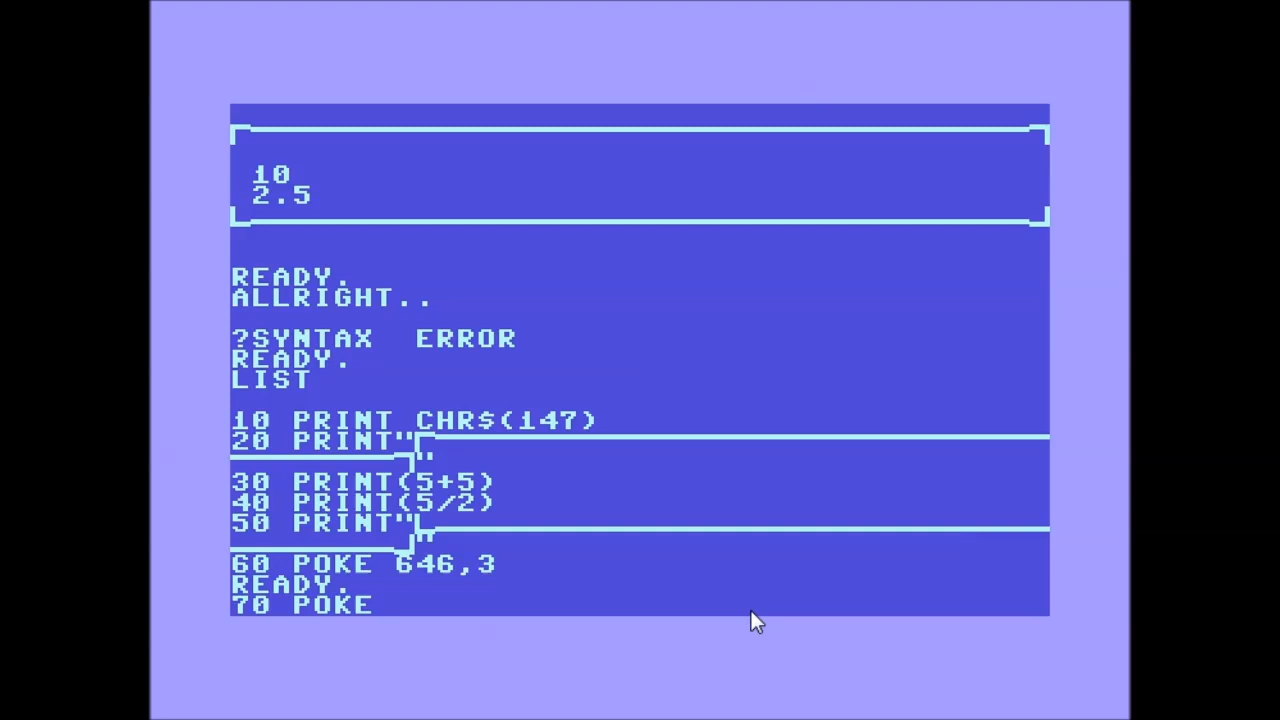 10
2.5
READY.
ALLRIGHT..
?SYNTAX  ERROR
READY.
LIST
10 PRINT CHR$(147)
20 PRINT"
"
30 PRINT(5+5)
40 PRINT(5/2)
50 PRINT"
"
60 POKE 646,3
READY.
70 POKE